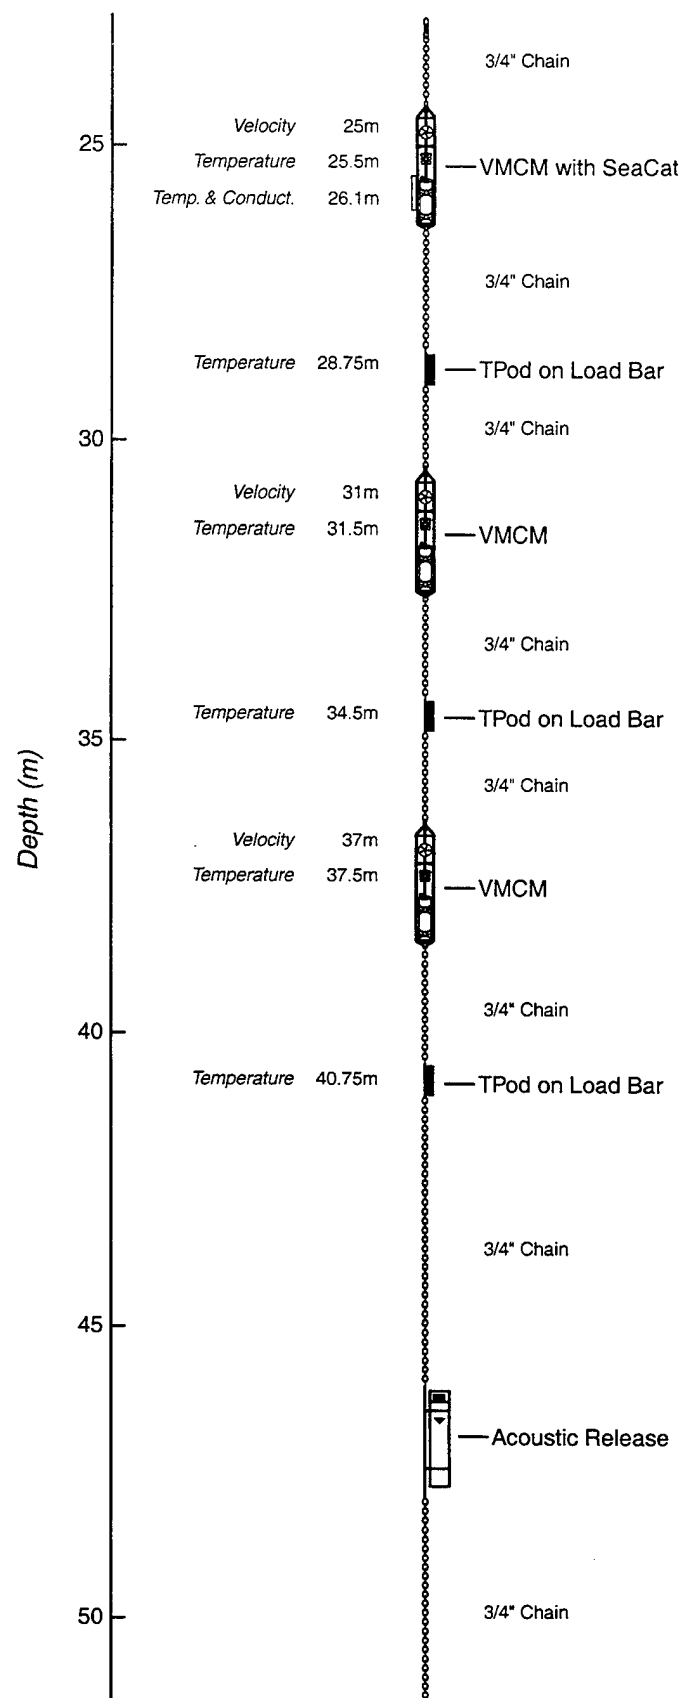 3/4" Chain
Velocity 25m
25
Temperature 25.5m
VMCM with SeaCat
Temp. & Conduct. 26.1m
3/4" Chain
Temperature 28.75m
TPod on Load Bar
3/4" Chain
30
Velocity 31m
Temperature 31.5m
VMCM
3/4" Chain
Temperature 34.5m
TPod on Load Bar
35
3/4" Chain
Depth (m)
Velocity 37m
Temperature 37.5m
VMCM
3/4" Chain
40
Temperature 40.75m
TPod on Load Bar
3/4" Chain
45
Acoustic Release
50
3/4" Chain